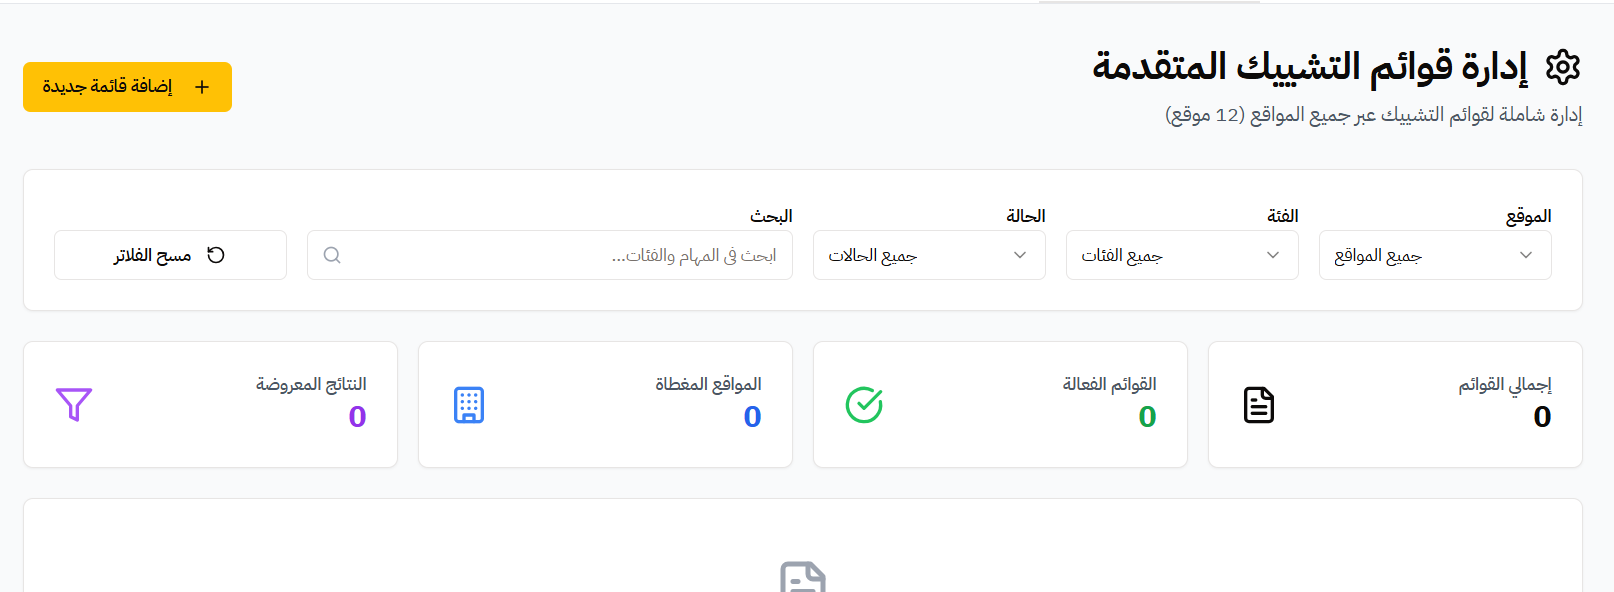 إدارة قوائم التشييك المتقدمة
إدارة شاملة لقوائم التشييك عبر جميع المواقع (12 موقع)
إضافة قائمة جديدة
الموقع
جميع المواقع
الفئة
جميع الفئات
الحالة
جميع الحالات
البحث
ابحث في المهام والفئات...
مسح الفلاتر
إجمالي القوائم
0
القوائم الفعالة
0
المواقع المغطاة
0
النتائج المعروضة
0